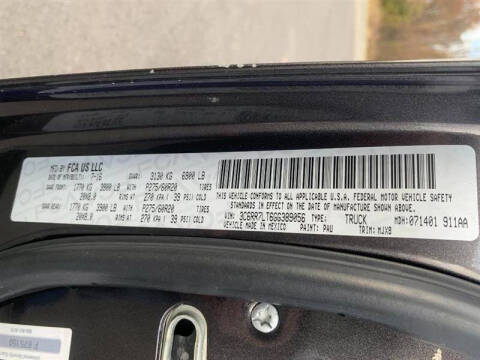 MFD BY FCA US LLC
DATE OF MFR 7-16 GVWR: 3130 KG 6900 LB
GAWR FRONT: 1770 KG 3900 LB WITH P275/60R20 TIRES
20X8.0 RIMS AT 270 KPA ( 39 PSI) COLD
GAWR REAR: 1770 KG 3900 LB WITH P275/60R20 TIRES
20X8.0 RIMS AT 270 KPA ( 39 PSI) COLD
THIS VEHICLE CONFORMS TO ALL APPLICABLE U.S.A. FEDERAL MOTOR VEHICLE SAFETY
STANDARDS IN EFFECT ON THE DATE OF MANUFACTURE SHOWN ABOVE.
VIN: 3C6RR7LT6GG309056 TYPE: TRUCK MDH:071401 911AA
VEHICLE MADE IN MEXICO PAINT: PAU TRIM: MJX8